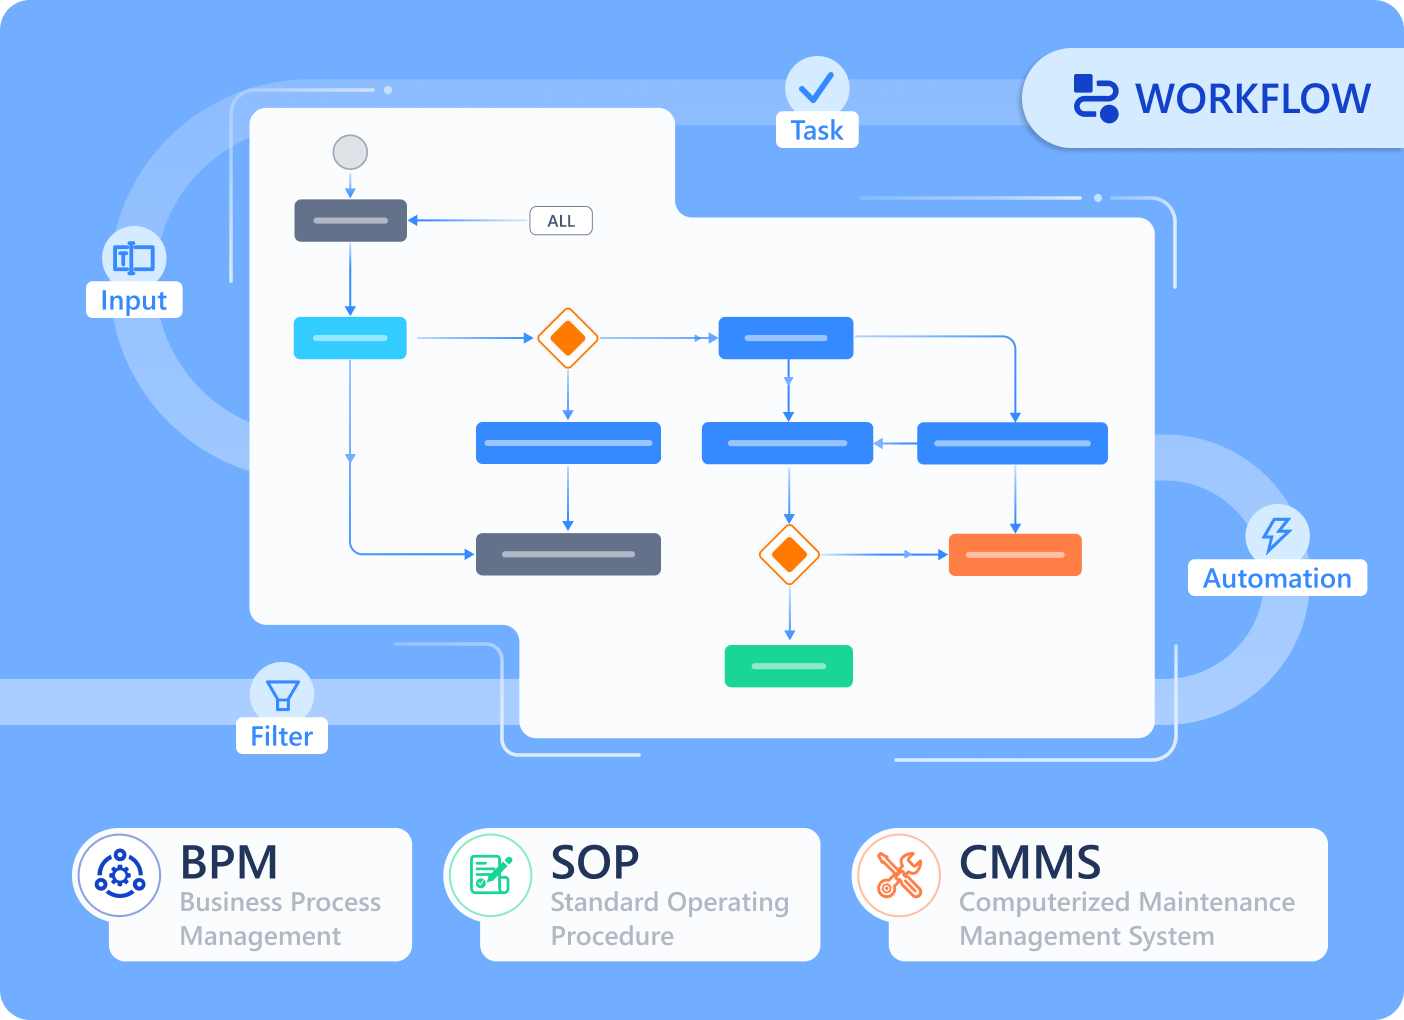 WORKFLOW
Task
ALL
Input
Automation
Filter
BPM
Business Process
Management
SOP
Standard Operating
Procedure
CMMS
Computerized Maintenance
Management System